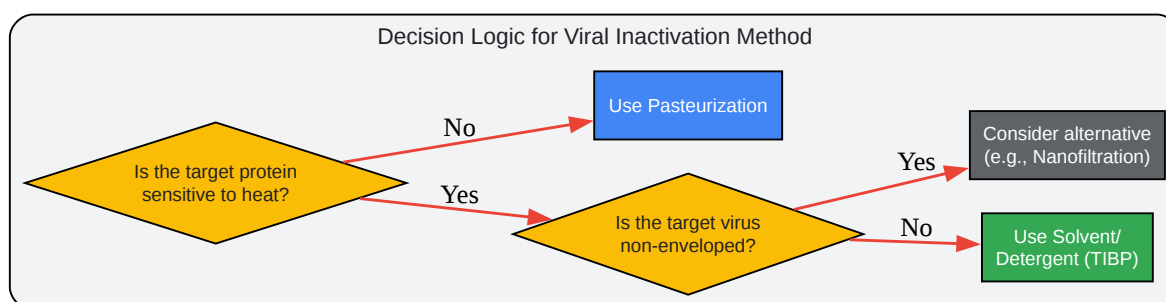 Decision Logic for Viral Inactivation Method
Is the target protein
sensitive to heat?
No
Use Pasteurization
Yes
Is the target virus
non-enveloped?
Yes
Consider alternative
(e.g., Nanofiltration)
No
Use Solvent/
Detergent (TIBP)